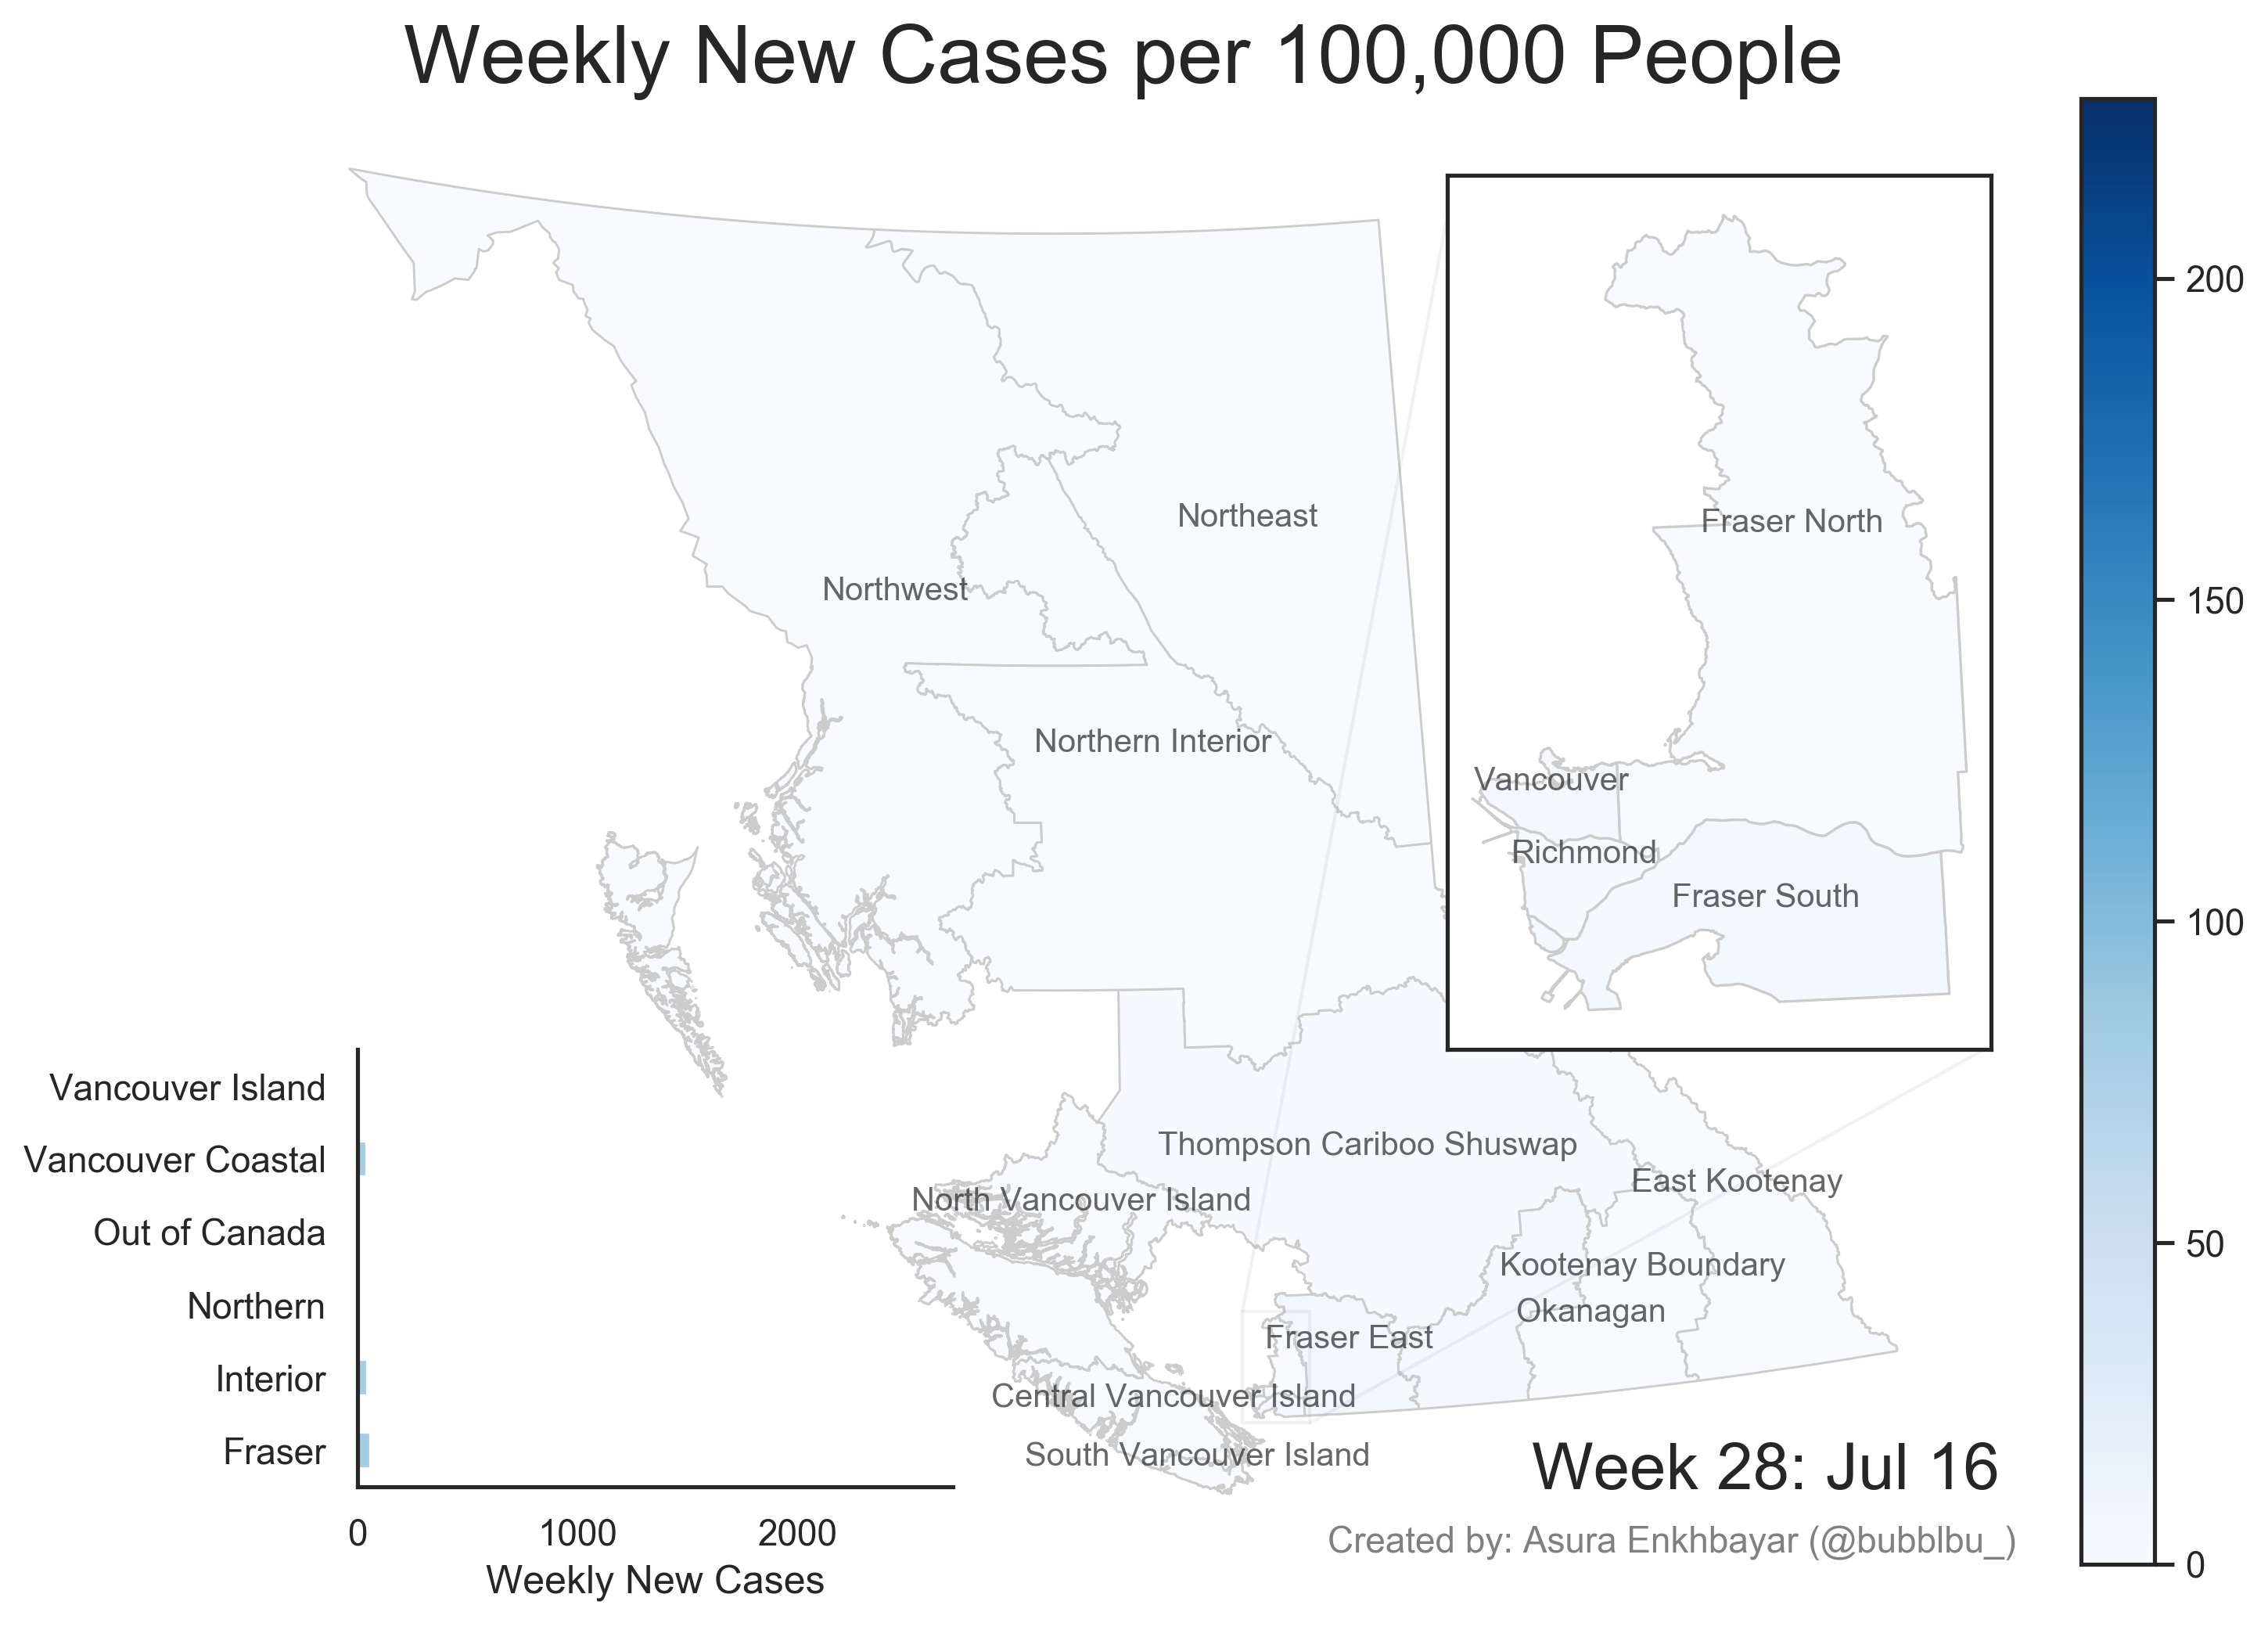 Weekly New Cases per 100,000 People
200
150
100
50
0
Northeast
Northwest
Northern Interior
Fraser North
Vancouver
Richmond
Fraser South
Thompson Cariboo Shuswap
East Kootenay
North Vancouver Island
Kootenay Boundary
Okanagan
Fraser East
Central Vancouver Island
South Vancouver Island
Vancouver Island
Vancouver Coastal
Out of Canada
Northern
Interior
Fraser
0 1000 2000
Weekly New Cases
Week 28: Jul 16
Created by: Asura Enkhbayar (@bubblbu_)